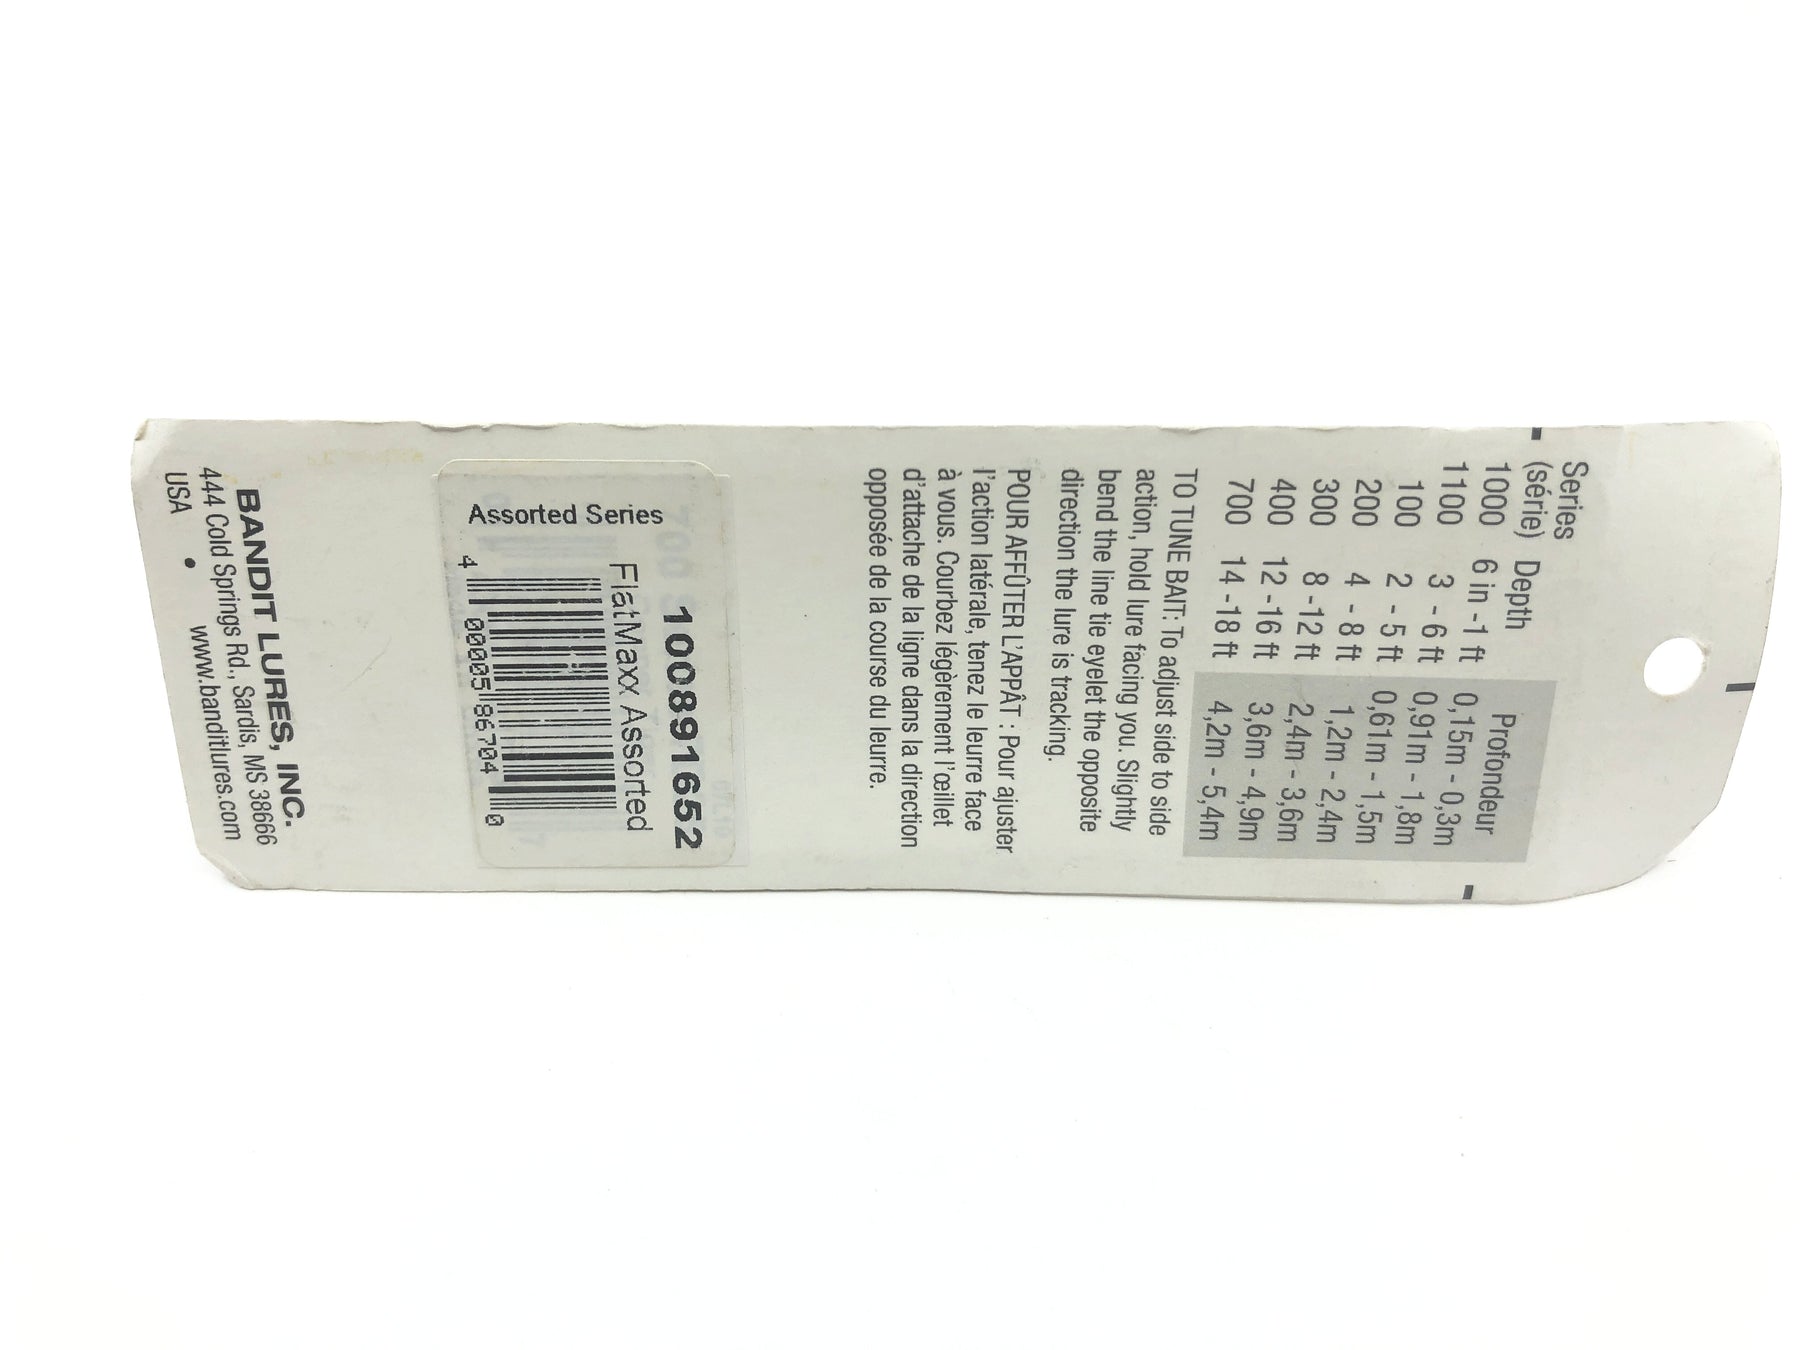 Series
(série) Depth Profondeur
1000 6 in -1 ft 0,15m - 0,3m
1100 3 - 6 ft 0,91m - 1,8m
100 2 - 5 ft 0,61m - 1,5m
200 4 - 8 ft 1,2m - 2,4m
300 8 -12 ft 2,4m - 3,6m
400 12 -16 ft 3,6m - 4,9m
700 14 -18 ft 4,2m - 5,4m
TO TUNE BAIT: To adjust side to side
action, hold lure facing you. Slightly
bend the line tie eyelet the opposite
direction the lure is tracking.
POUR AFFÛTER L'APPÂT : Pour ajuster
l'action latérale, tenez le leurre face
à vous. Courbez légèrement l'œillet
d'attache de la ligne dans la direction
opposée de la course du leurre.
100891652
FlatMaxx Assorted
4 00005 86704 0
Assorted Series
BANDIT LURES, INC.
444 Cold Springs Rd., Sardis, MS 38666
USA • www.banditlures.com